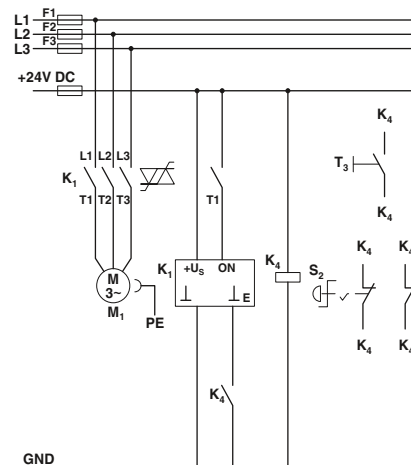 L1 F1
L2 F2
L3 F3
+24V DC
L1 L2 L3
K1
T1 T2 T3
T1
K4
T3
K4
M
3~
M1
PE
K1
+US ON
E
K4
S2
K4 K4
K4 K4
K4
GND